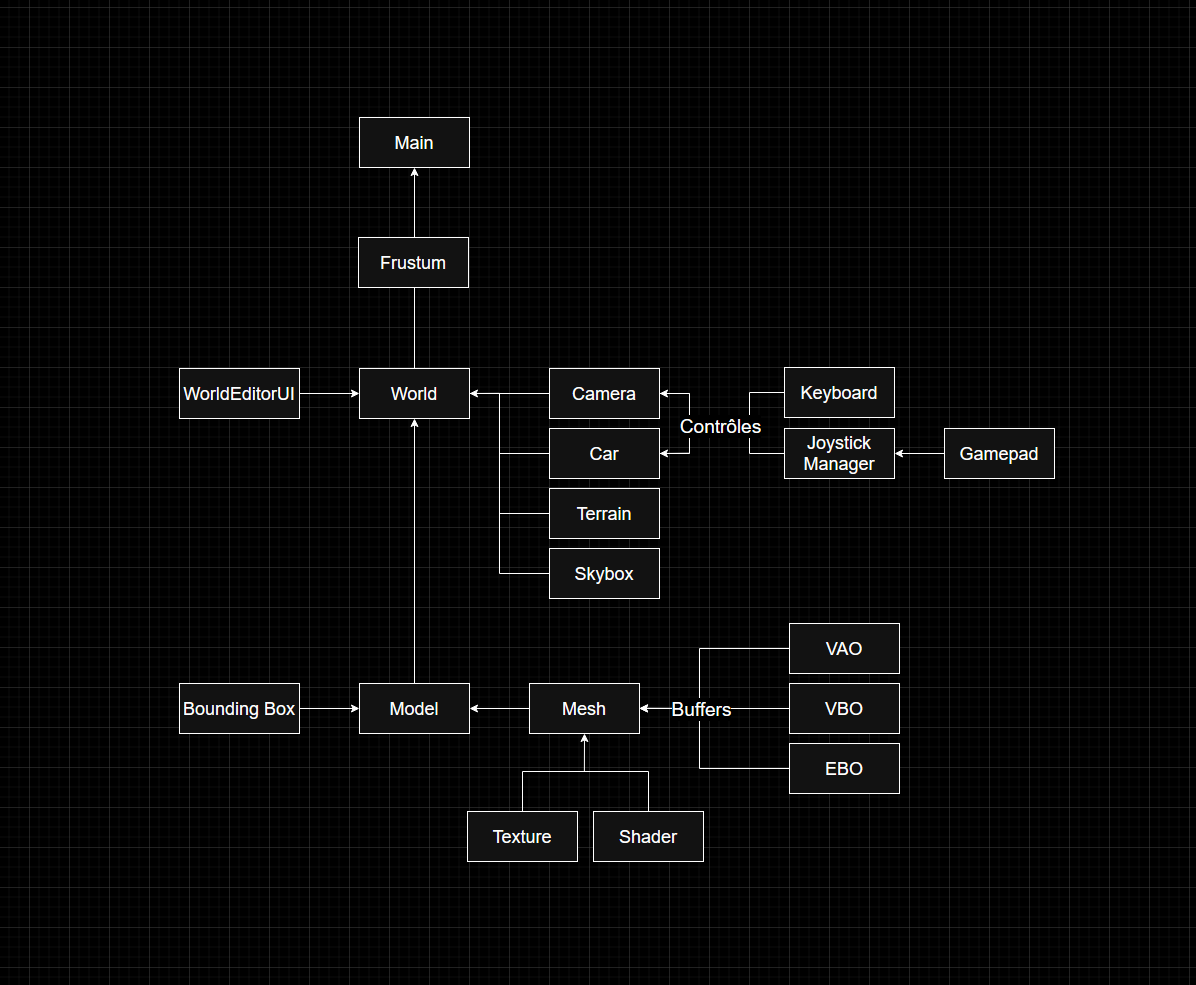 Main
Frustum
WorldEditorUI
World
Camera
Keyboard
Contrôles
Car
Joystick
Manager
Gamepad
Terrain
Skybox
VAO
Bounding Box
Model
Mesh
Buffers
VBO
EBO
Texture
Shader